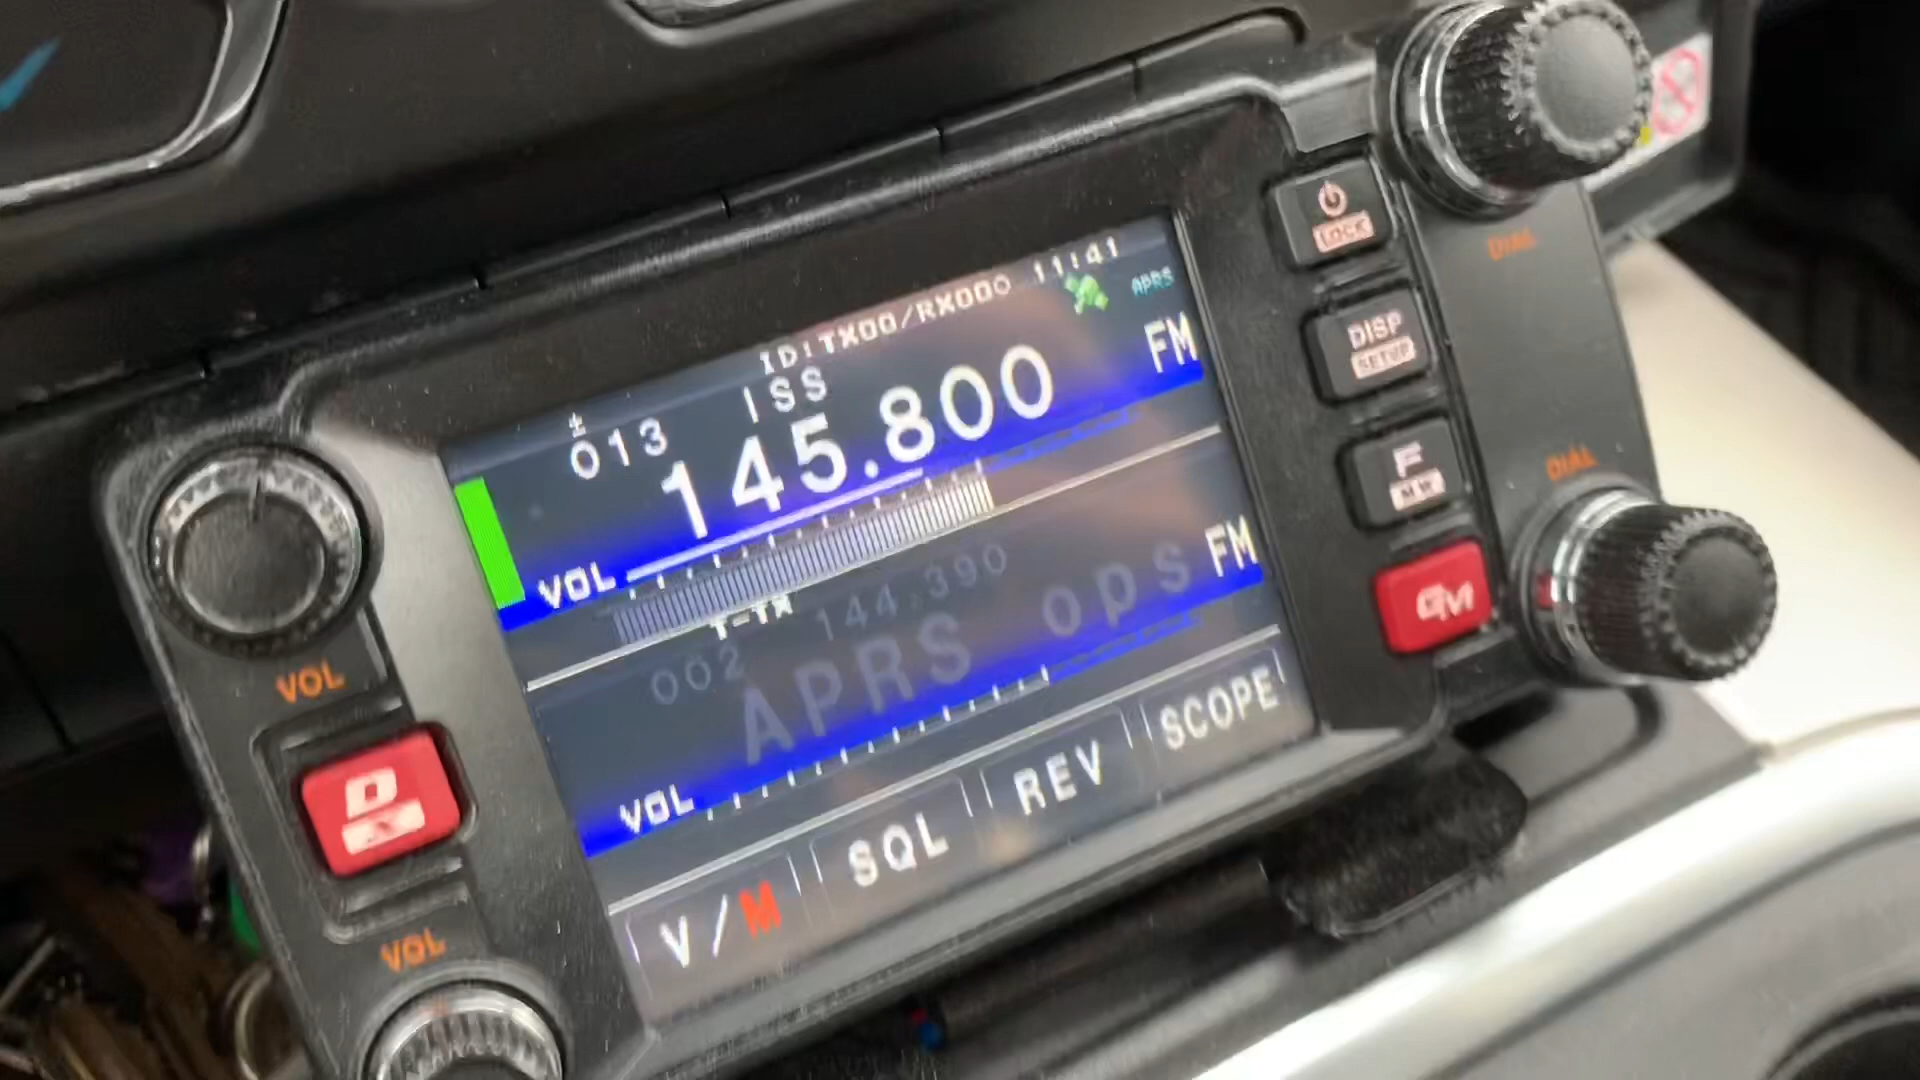 ID:TX00/RX000 11:41
APRS
± ISS
013 145.800 FM
VOL
T-TX
002 144.390
APRS ops FM
VOL
V/M SQL REV SCOPE
LOCK
DISP
SETUP
F
MW
GM
DIAL
DIAL
VOL
D
X
VOL